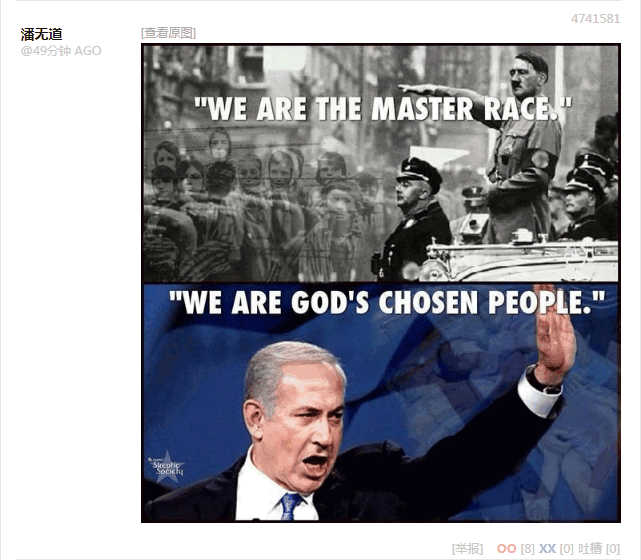 4741581
潘无道
[查看原图]
@49分钟 AGO
"WE ARE THE MASTER RACE."
"WE ARE GOD'S CHOSEN PEOPLE."
Skeptic
Society
[举报] OO [8] XX [0] 吐槽 [0]